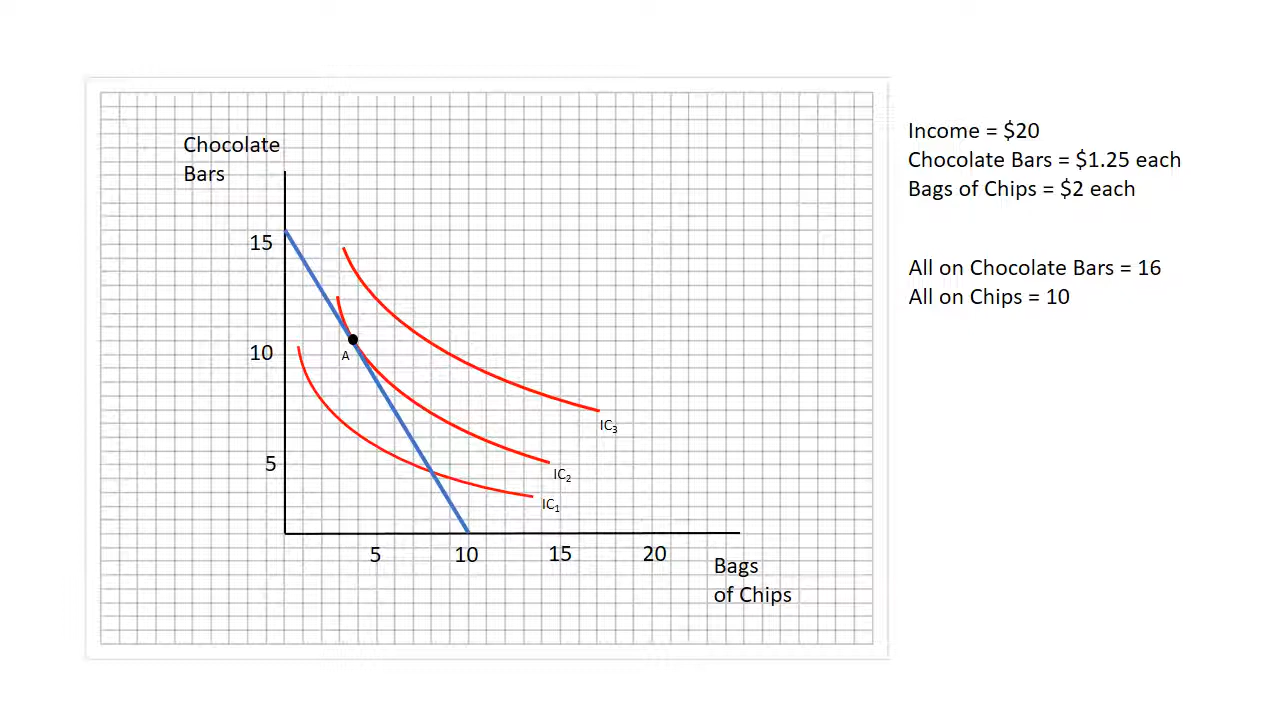 Chocolate
Bars
15
10
5
A
IC₃
IC₂
IC₁
5 10 15 20
Bags
of Chips
Income = $20
Chocolate Bars = $1.25 each
Bags of Chips = $2 each
All on Chocolate Bars = 16
All on Chips = 10